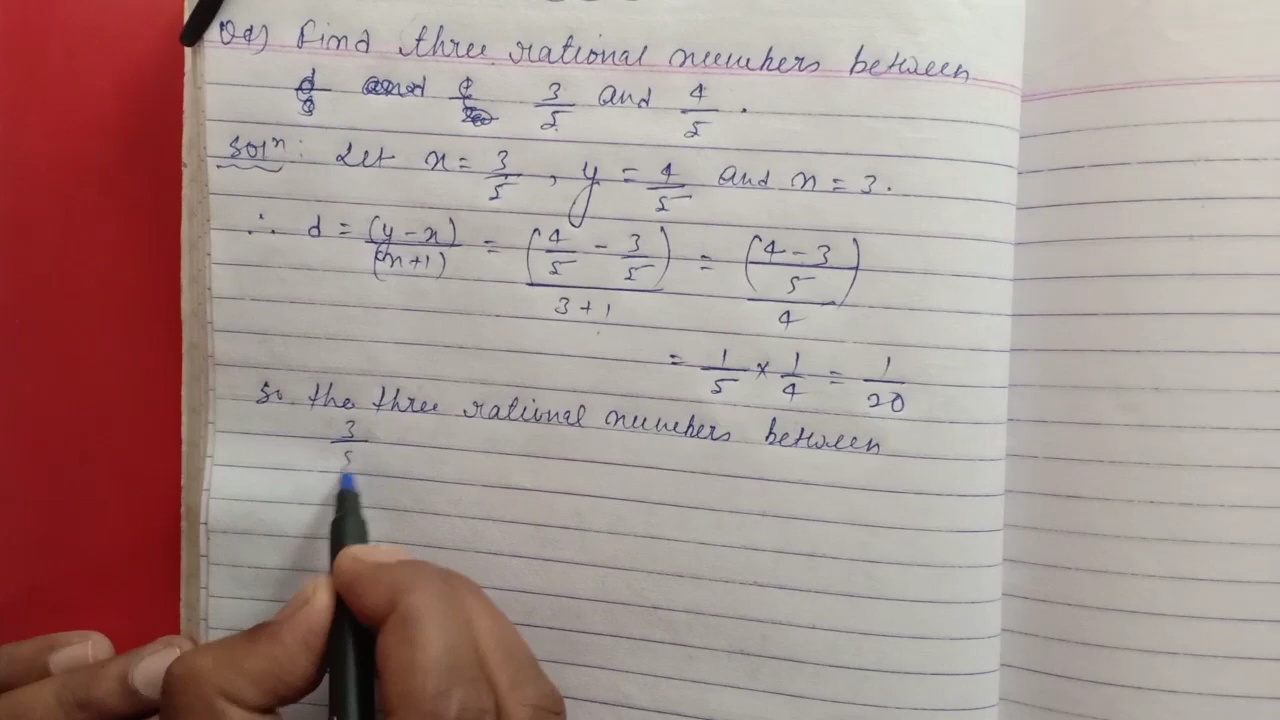 Q4) Find three rational numbers between
3/5 and 4/5 .
Solⁿ: Let x = 3/5 , y = 4/5 and n = 3.
∴ d = (y - x)/(n+1) = (4/5 - 3/5)/(3+1) = ((4-3)/5)/4
= 1/5 × 1/4 = 1/20
So the three rational numbers between
3/5